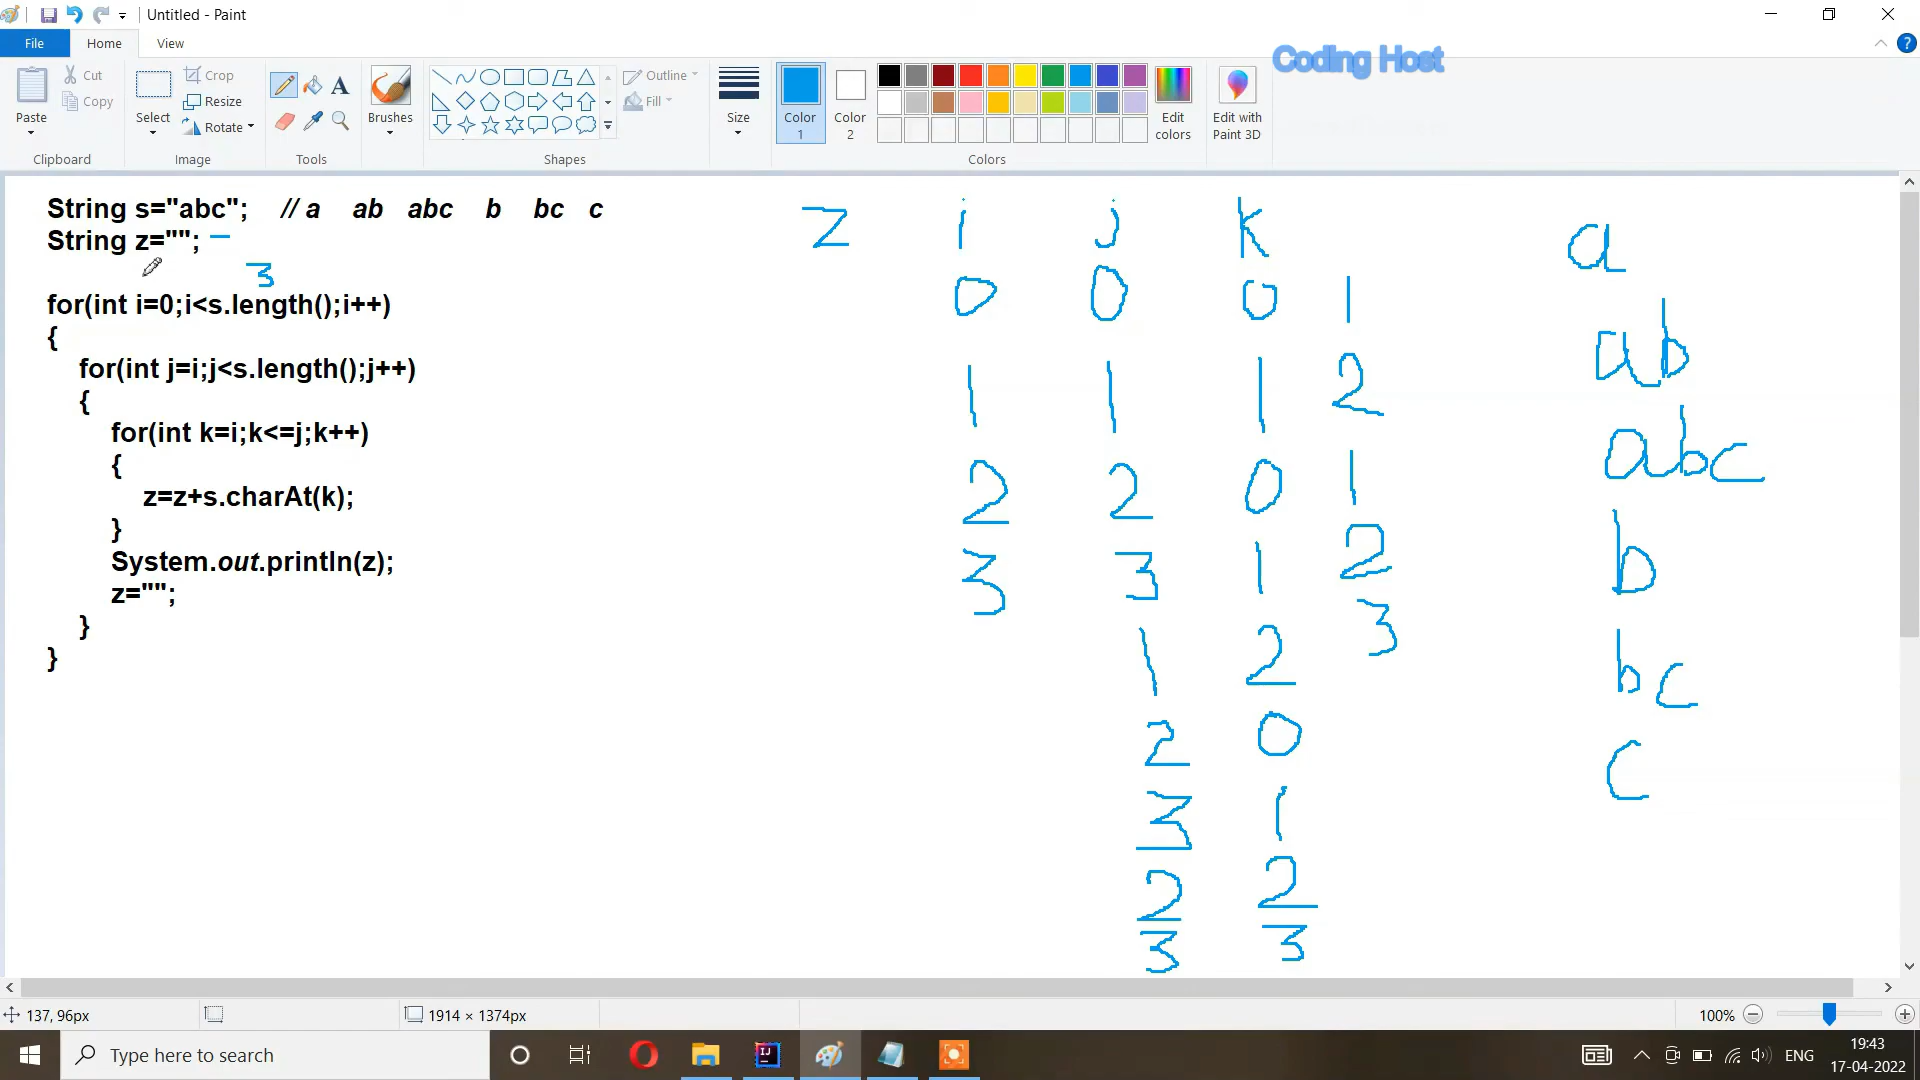 Untitled - Paint
File Home View
Coding Host
Paste
Cut
Copy
Clipboard
Select
Crop
Resize
Rotate
Image
A
Tools
Brushes
Outline
Fill
Shapes
Size
Color 1
Color 2
Edit colors
Colors
Edit with Paint 3D
String s="abc"; // a ab abc b bc c
String z="";
3
for(int i=0;i<s.length();i++)
{
for(int j=i;j<s.length();j++)
{
for(int k=i;k<=j;k++)
{
z=z+s.charAt(k);
}
System.out.println(z);
z="";
}
}
z i j k
0 0 0 1
1 1 1 2
2 2 0 1
3 3 1 2
1 2 3
2 0
3 1
2 2
3 3
a
ab
abc
b
bc
c
137, 96px
1914 × 1374px
100%
Type here to search
ENG
19:43
17-04-2022